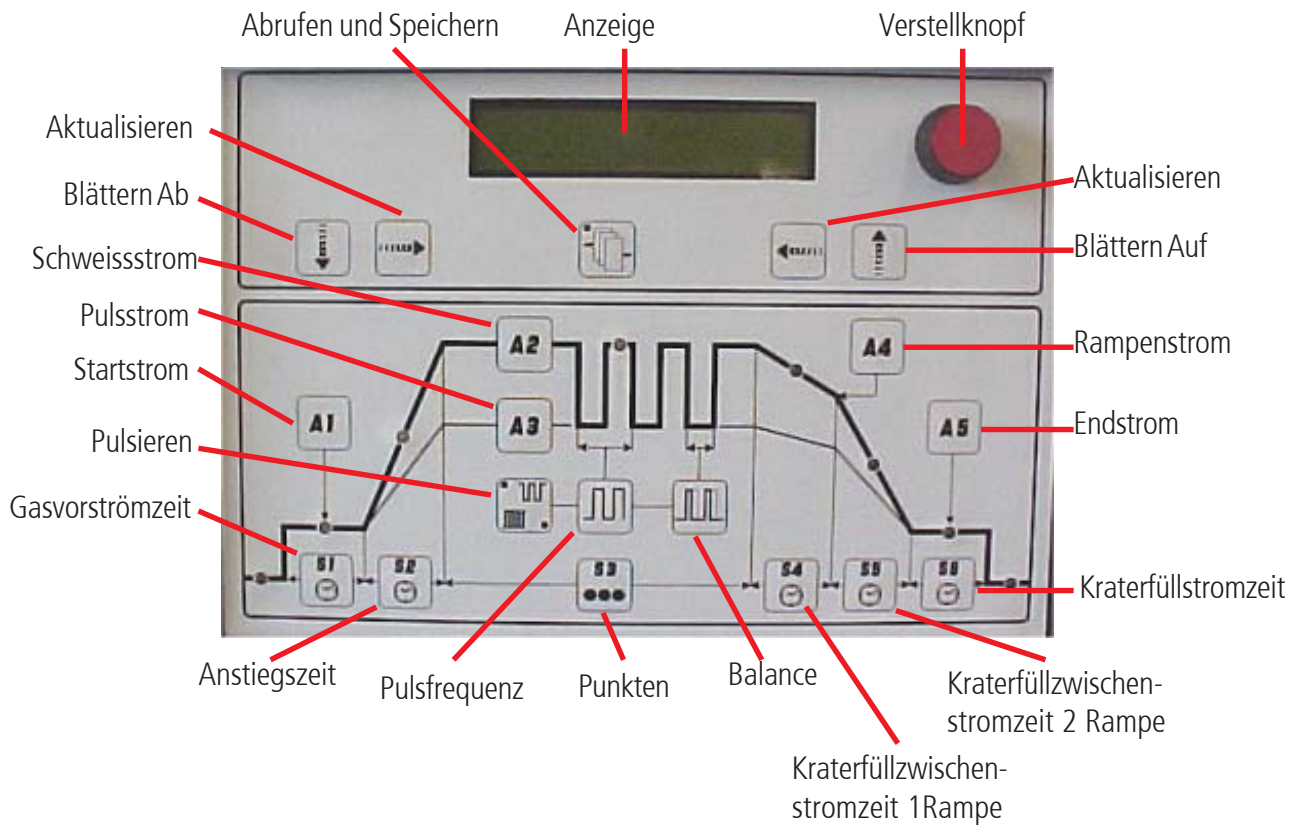 Abrufen und Speichern
Anzeige
Verstellknopf
Aktualisieren
Blättern Ab
Schweissstrom
Pulsstrom
Startstrom
Pulsieren
Gasvorströmzeit
Aktualisieren
Blättern Auf
Rampenstrom
Endstrom
Kraterfüllstromzeit
A2
A4
A1
A3
A5
S1
S2
S3
S4
S5
S6
Anstiegszeit
Pulsfrequenz
Punkten
Balance
Kraterfüllzwischen-
stromzeit 2 Rampe
Kraterfüllzwischen-
stromzeit 1Rampe